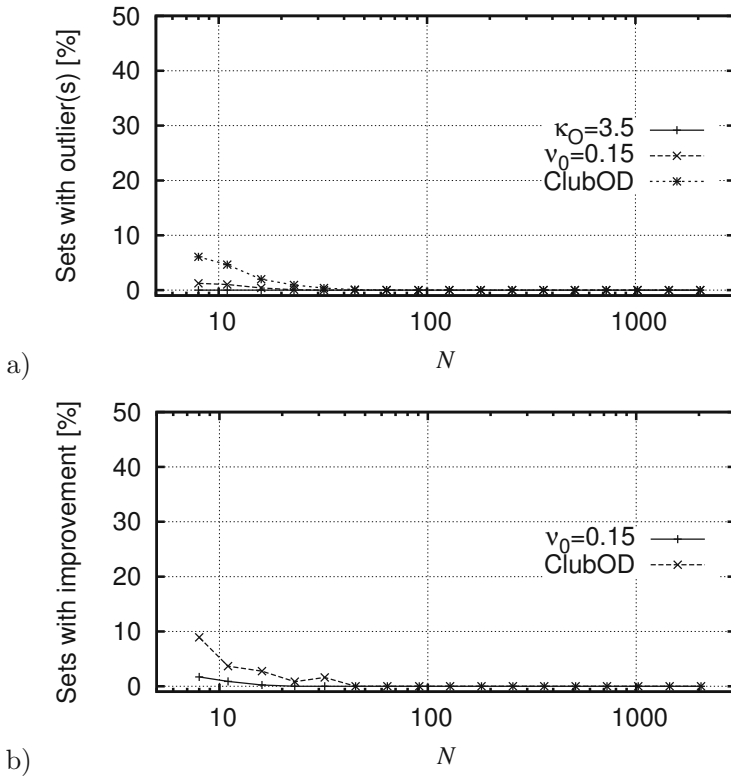 50
40
30
20
10
0
Sets with outlier(s) [%]
κO=3.5
ν0=0.15
ClubOD
10 100 1000
N
a)
50
40
30
20
10
0
Sets with improvement [%]
ν0=0.15
ClubOD
10 100 1000
N
b)